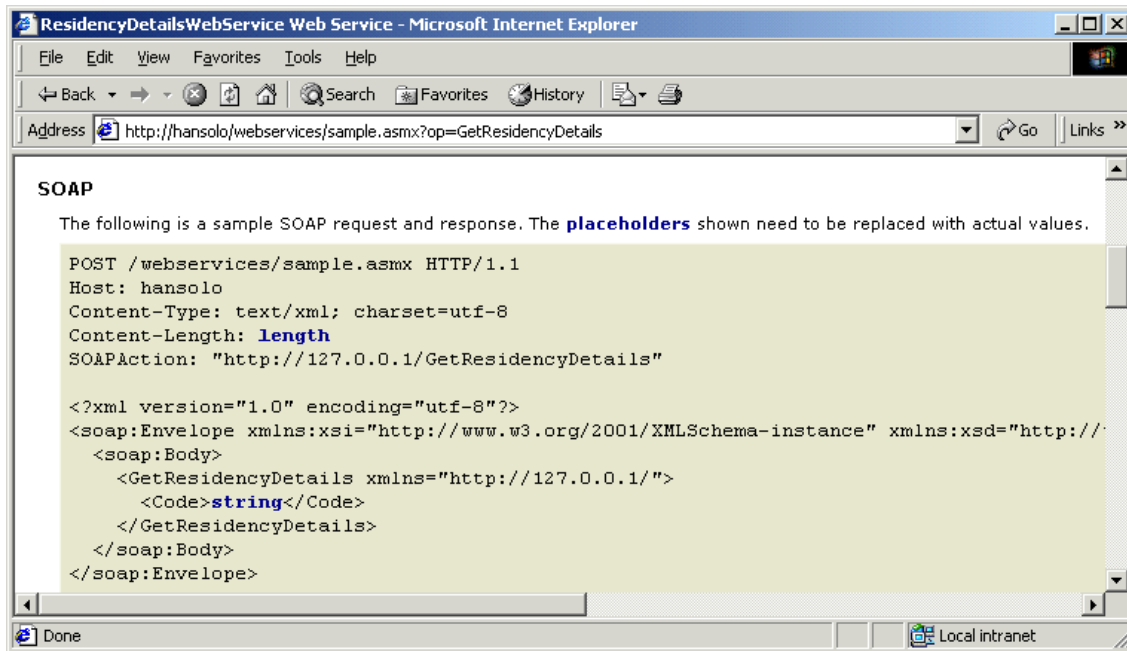 ResidencyDetailsWebService Web Service - Microsoft Internet Explorer
File Edit View Favorites Tools Help
Back Search Favorites History
Address http://hansolo/webservices/sample.asmx?op=GetResidencyDetails Go Links »
SOAP
The following is a sample SOAP request and response. The placeholders shown need to be replaced with actual values.
POST /webservices/sample.asmx HTTP/1.1
Host: hansolo
Content-Type: text/xml; charset=utf-8
Content-Length: length
SOAPAction: "http://127.0.0.1/GetResidencyDetails"
<?xml version="1.0" encoding="utf-8"?>
<soap:Envelope xmlns:xsi="http://www.w3.org/2001/XMLSchema-instance" xmlns:xsd="http://
<soap:Body>
<GetResidencyDetails xmlns="http://127.0.0.1/">
<Code>string</Code>
</GetResidencyDetails>
</soap:Body>
</soap:Envelope>
Done Local intranet